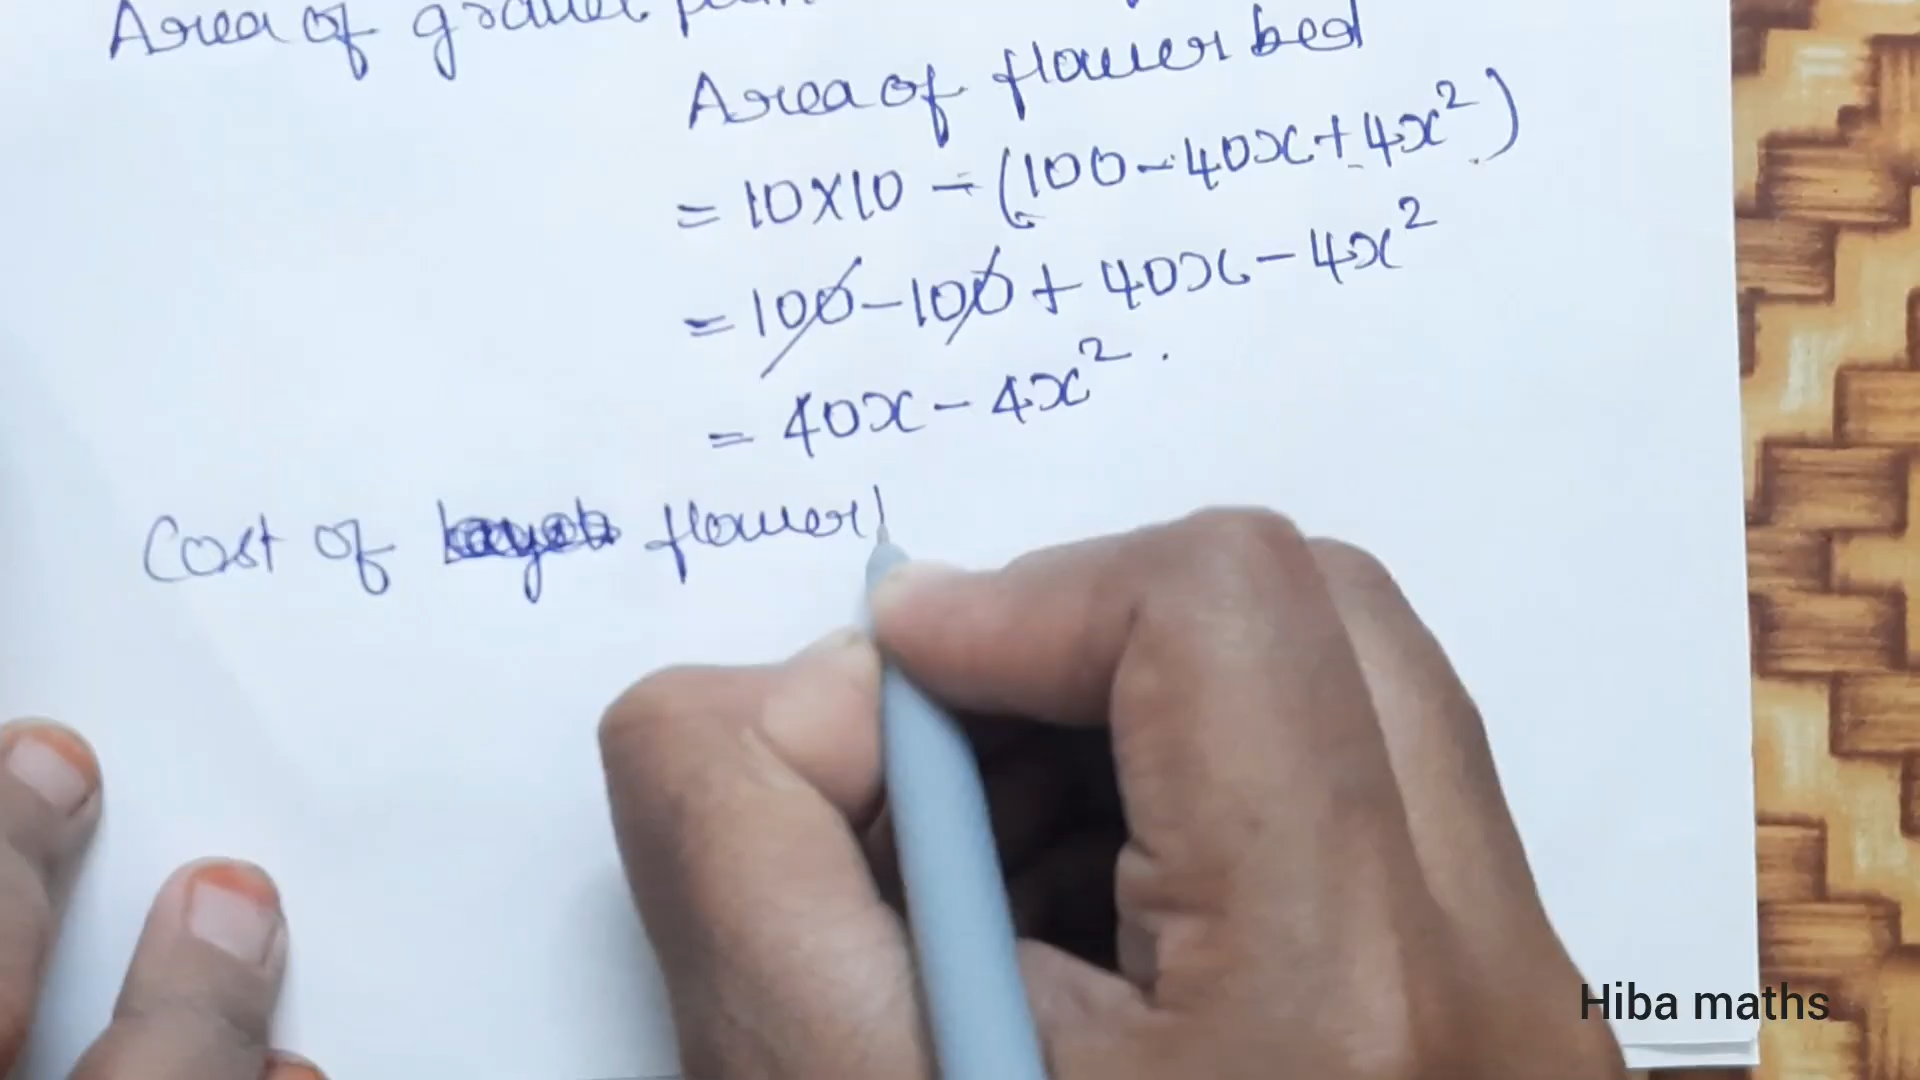 Area of gravel
Area of flower bed
= 10×10 - (100-40x+4x²)
= 100-100 + 40x-4x²
= 40x - 4x².
Cost of flower
Hiba maths